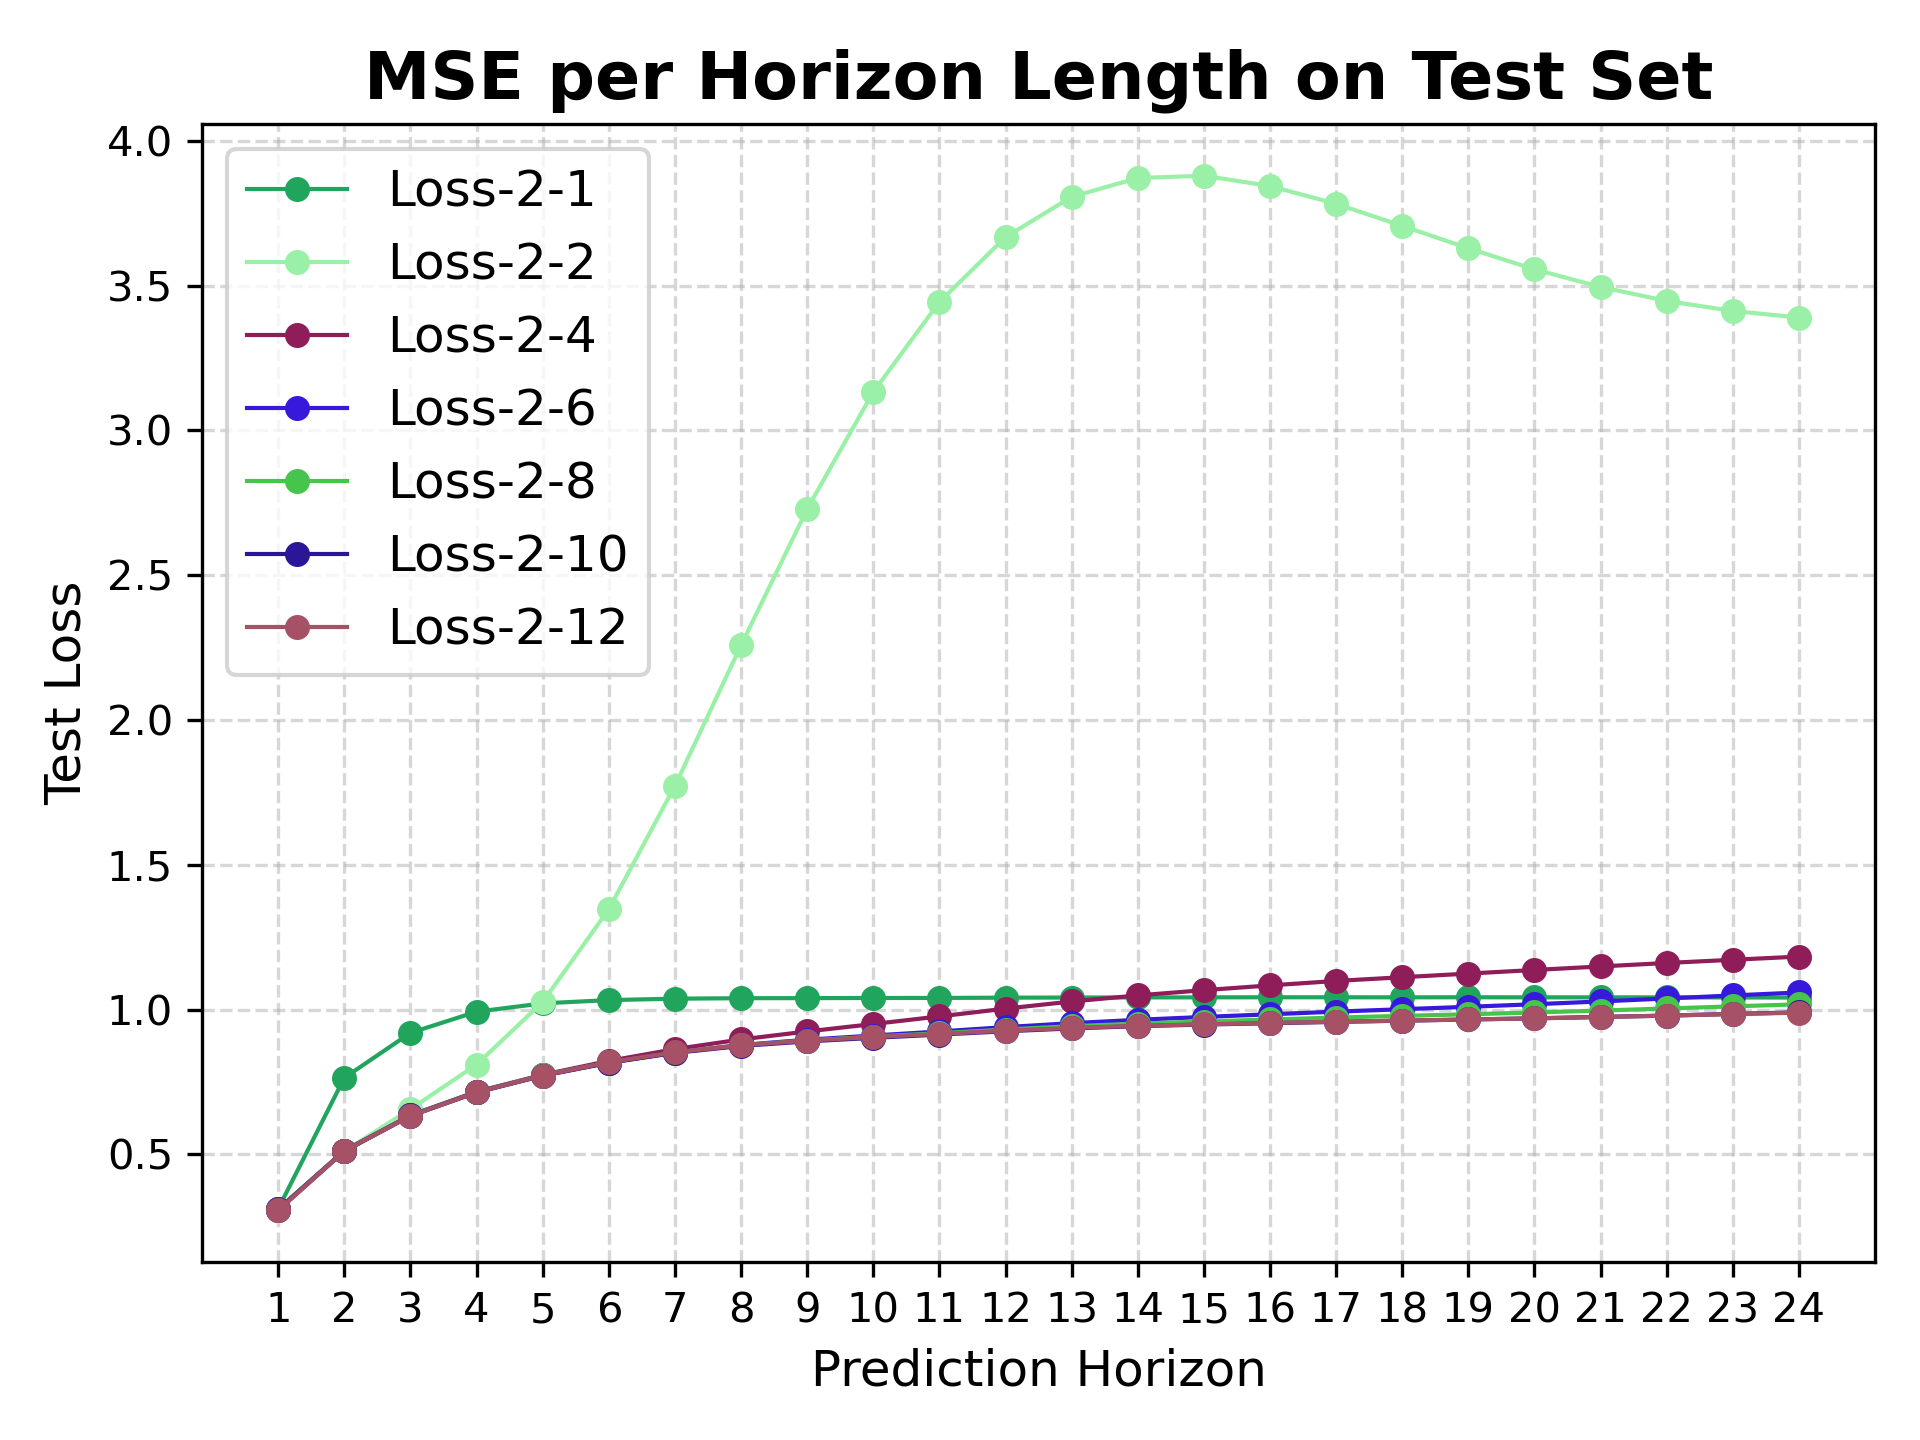 MSE per Horizon Length on Test Set
4.0
3.5
3.0
2.5
2.0
1.5
1.0
0.5
Test Loss
Loss-2-1
Loss-2-2
Loss-2-4
Loss-2-6
Loss-2-8
Loss-2-10
Loss-2-12
1 2 3 4 5 6 7 8 9 10 11 12 13 14 15 16 17 18 19 20 21 22 23 24
Prediction Horizon